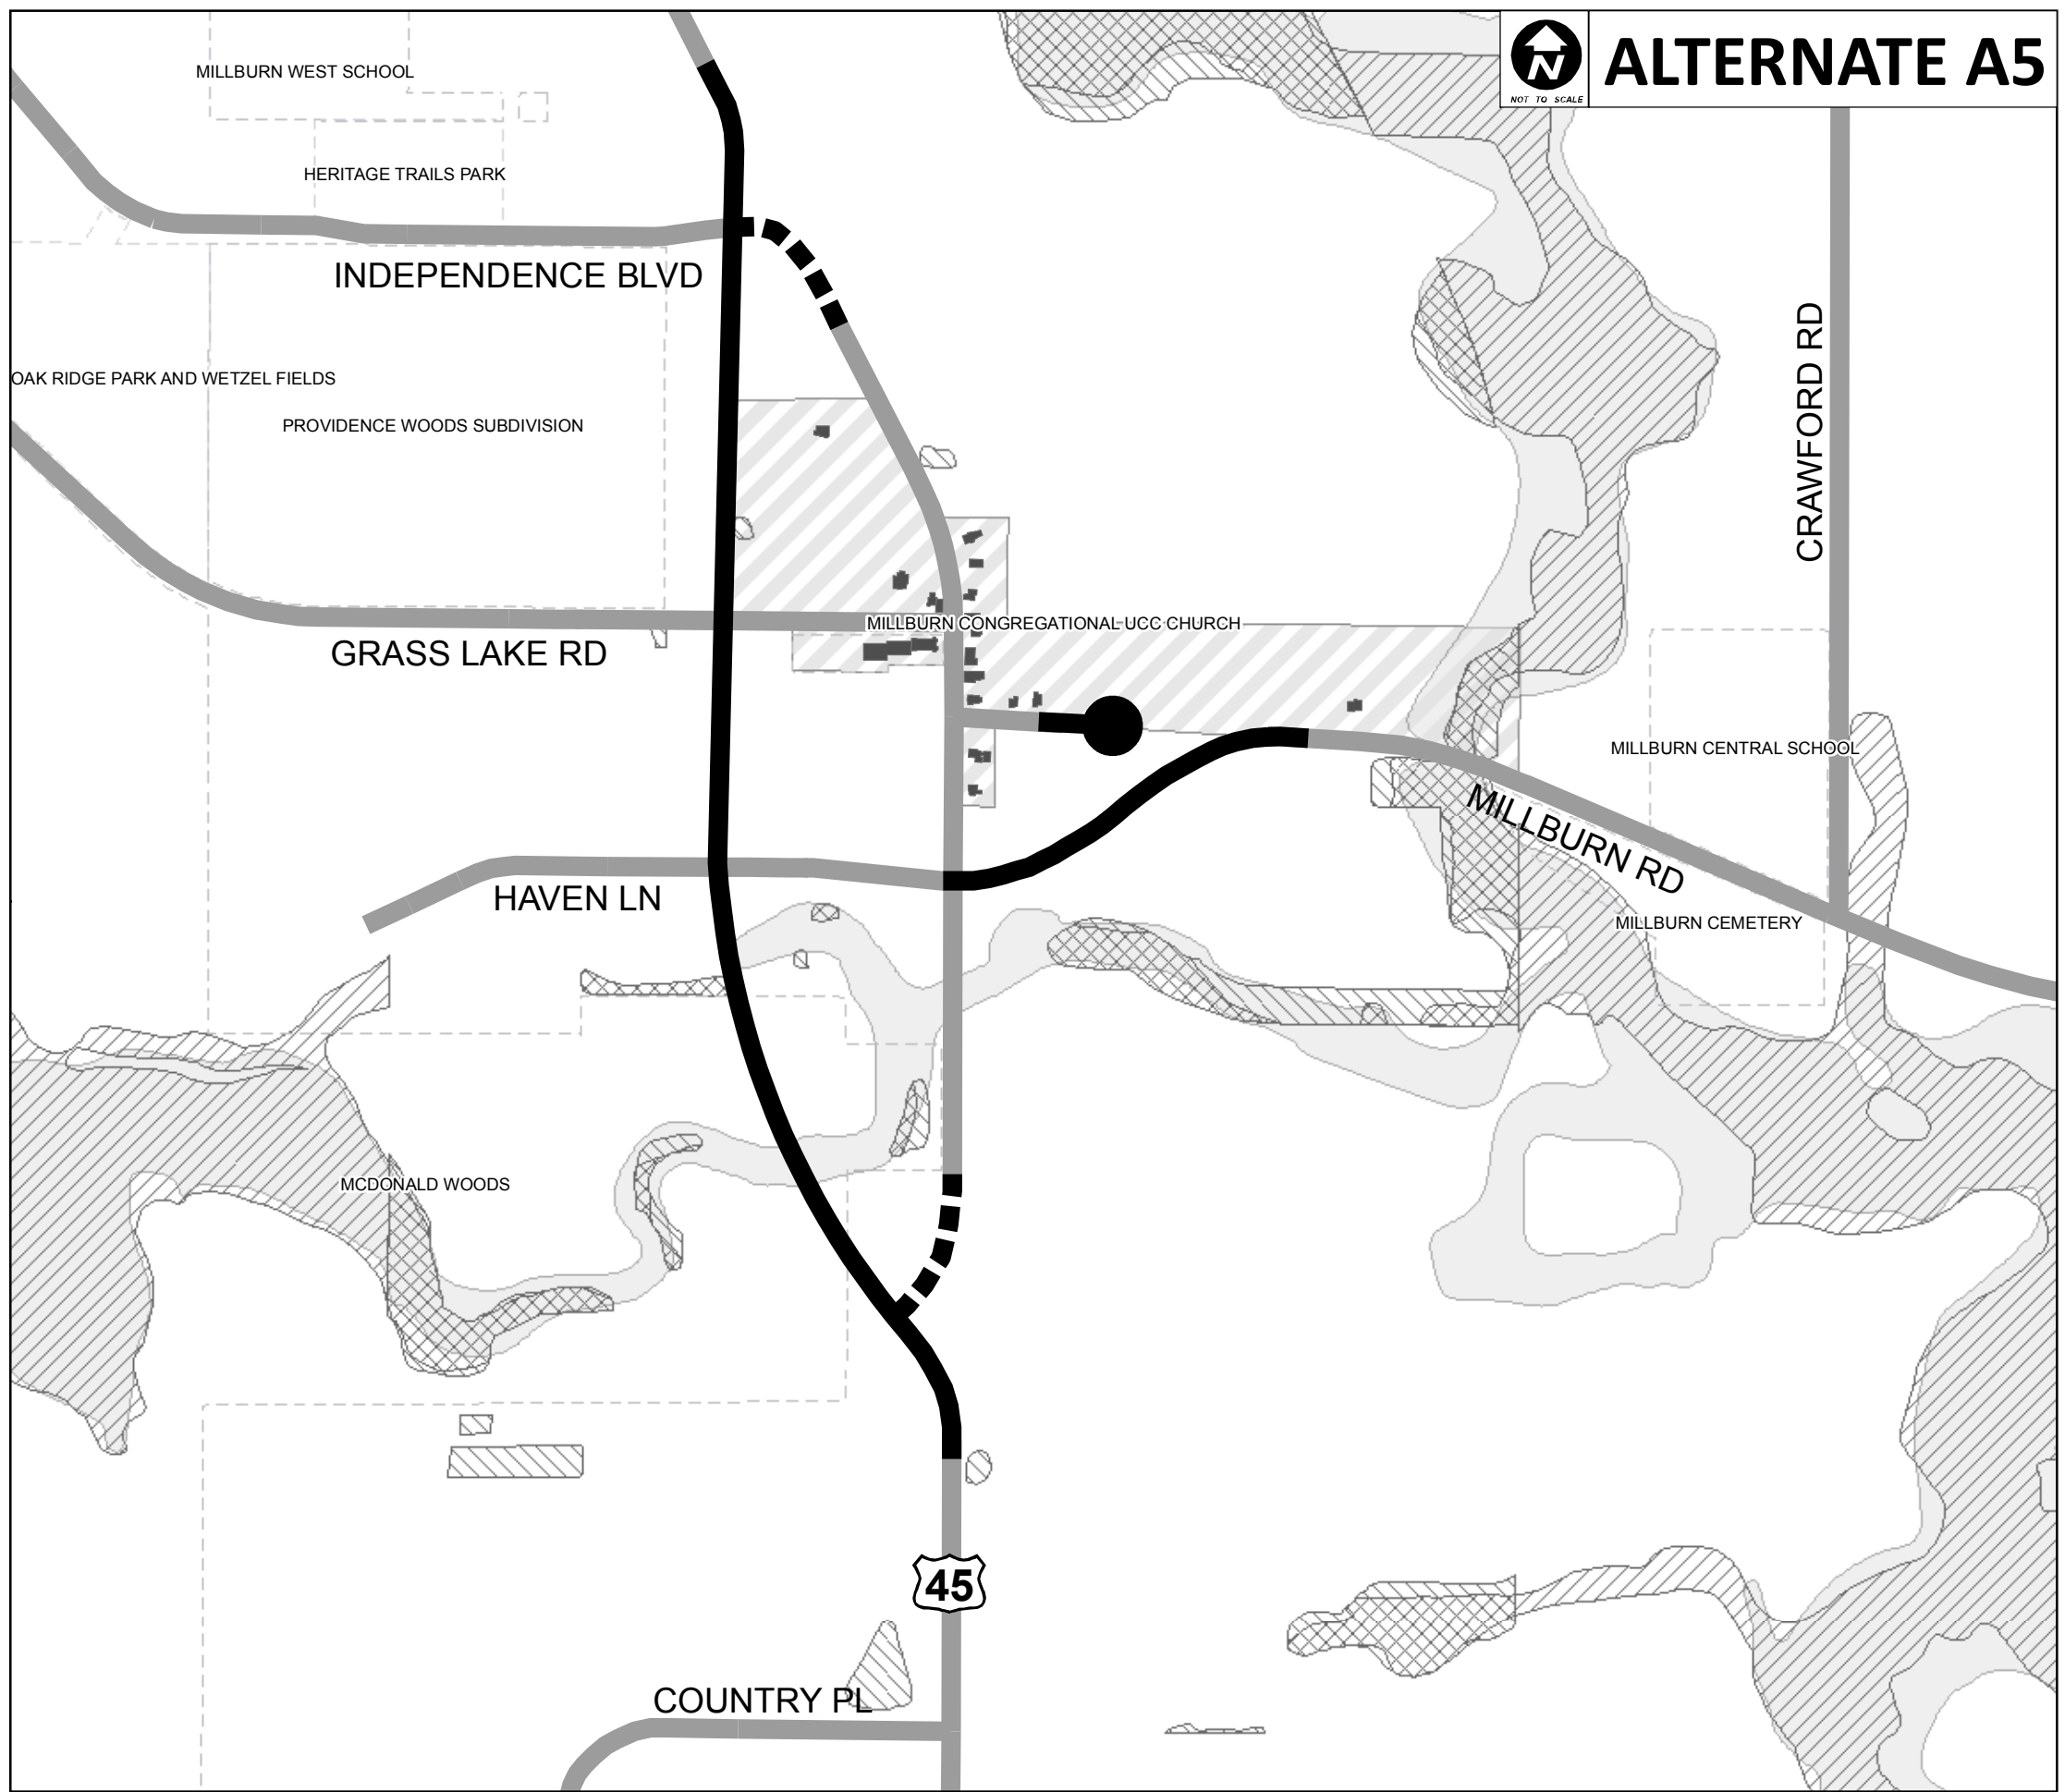 N
NOT TO SCALE
ALTERNATE A5
MILLBURN WEST SCHOOL
HERITAGE TRAILS PARK
INDEPENDENCE BLVD
CRAWFORD RD
OAK RIDGE PARK AND WETZEL FIELDS
PROVIDENCE WOODS SUBDIVISION
MILLBURN CONGREGATIONAL UCC CHURCH
GRASS LAKE RD
MILLBURN CENTRAL SCHOOL
MILLBURN RD
HAVEN LN
MILLBURN CEMETERY
MCDONALD WOODS
45
COUNTRY PL